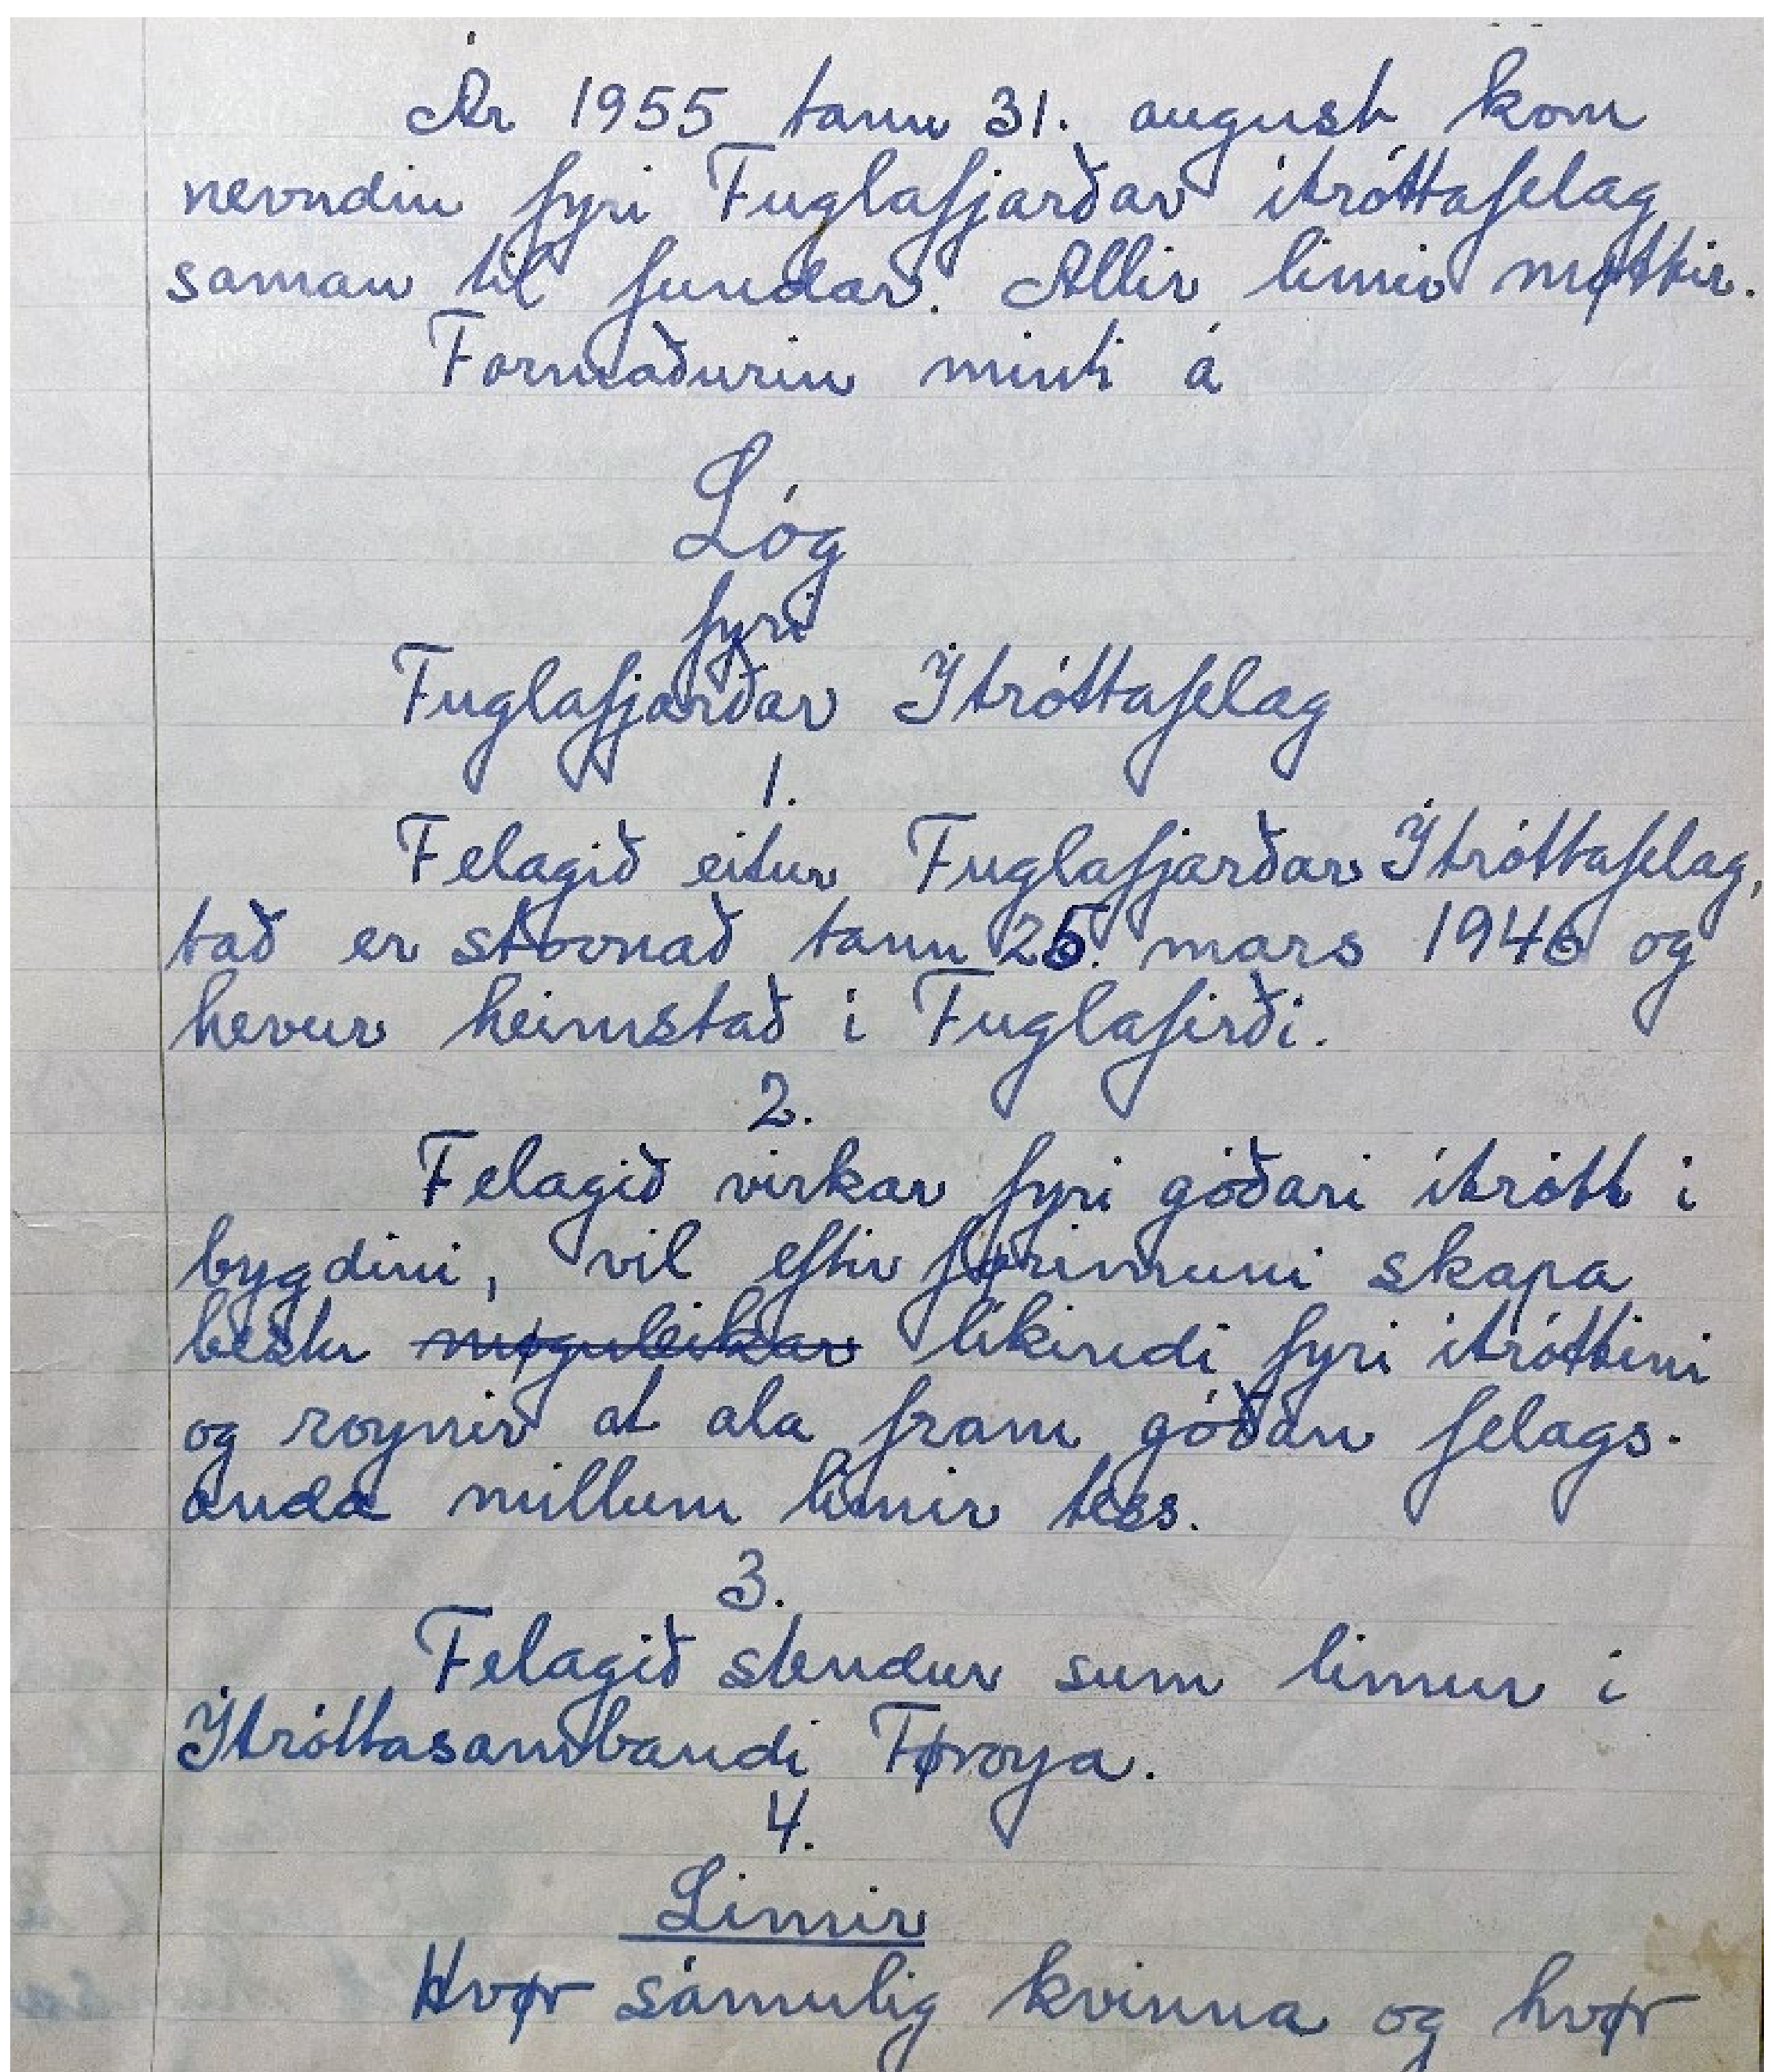 Ár 1955 tann 31. august kom
nevndin fyri Fuglafjarðar ítróttafelag
saman til fundar. Allir limir møttir.
Formaðurin minti á
Lóg
fyri
Fuglafjarðar Ítróttafelag
1.
Felagið eitur Fuglafjarðar Ítróttafelag,
tað er stovnað tann 25. mars 1946 og
hevur heimstað í Fuglafirði.
2.
Felagið virkar fyri góðari ítrótt í
bygdini, vil eftir førimuni skapa
bestu møguleikar líkindi fyri ítróttini
og roynir at ala fram góðan felags-
anda millum limir tess.
3.
Felagið stendur sum limur í
Ítróttasambandi Føroya.
4.
Limir
Hvør sámulig kvinna og hvør